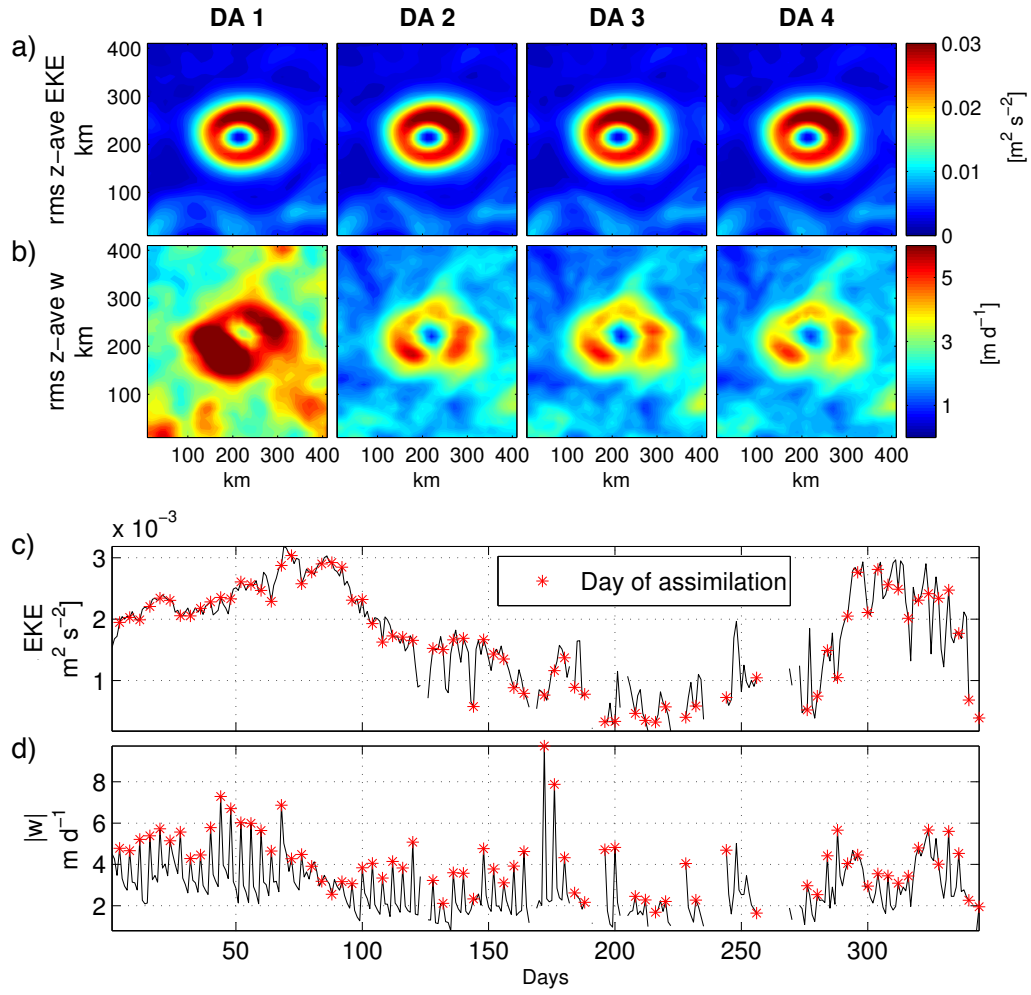 DA 1 DA 2 DA 3 DA 4
a)
rms z−ave EKE
km
400
300
200
100
0.03
0.02
0.01
0
[m² s⁻²]
b)
rms z−ave w
km
400
300
200
100
5
3
1
[m d⁻¹]
100 200 300 400 100 200 300 400 100 200 300 400 100 200 300 400
km km km km
x 10⁻³
c)
EKE
m² s⁻²
3
2
1
Day of assimilation
d)
|w|
m d⁻¹
8
6
4
2
50 100 150 200 250 300
Days